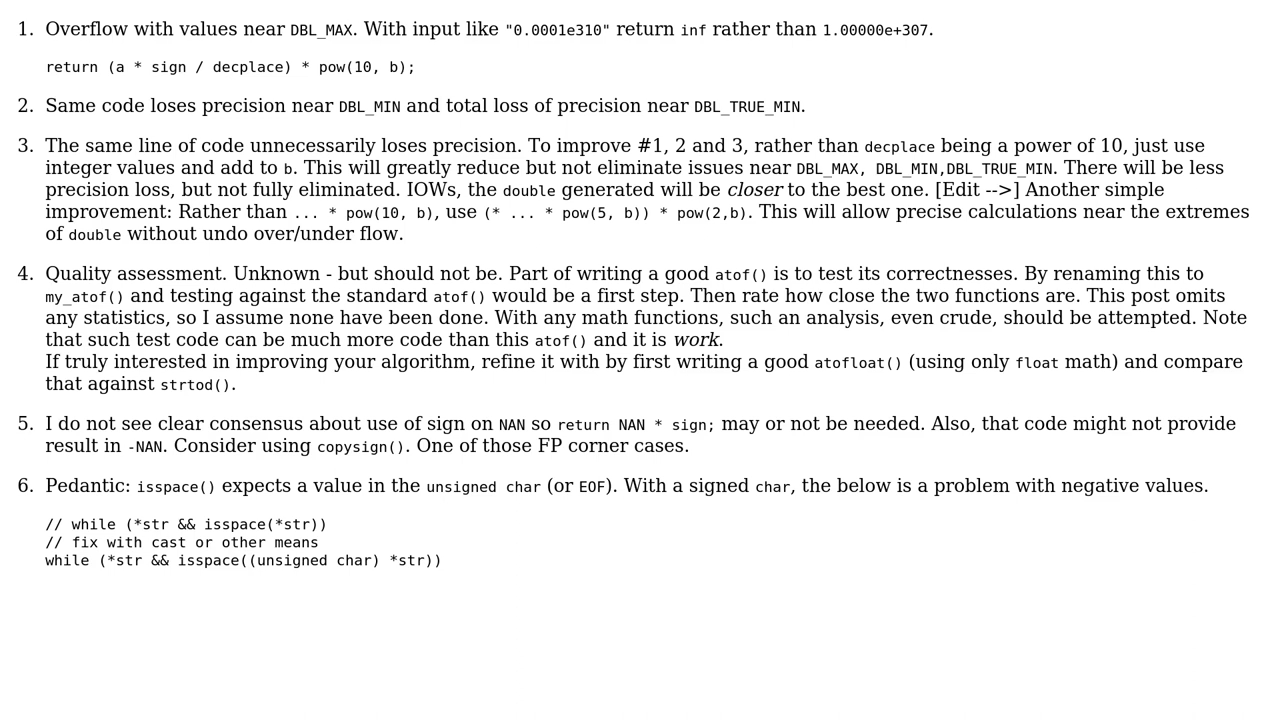 1. Overflow with values near DBL_MAX. With input like "0.0001e310" return inf rather than 1.00000e+307.
return (a * sign / decplace) * pow(10, b);
2. Same code loses precision near DBL_MIN and total loss of precision near DBL_TRUE_MIN.
3. The same line of code unnecessarily loses precision. To improve #1, 2 and 3, rather than decplace being a power of 10, just use
integer values and add to b. This will greatly reduce but not eliminate issues near DBL_MAX, DBL_MIN,DBL_TRUE_MIN. There will be less
precision loss, but not fully eliminated. IOWs, the double generated will be closer to the best one. [Edit -->] Another simple
improvement: Rather than ... * pow(10, b), use (* ... * pow(5, b)) * pow(2,b). This will allow precise calculations near the extremes
of double without undo over/under flow.
4. Quality assessment. Unknown - but should not be. Part of writing a good atof() is to test its correctnesses. By renaming this to
my_atof() and testing against the standard atof() would be a first step. Then rate how close the two functions are. This post omits
any statistics, so I assume none have been done. With any math functions, such an analysis, even crude, should be attempted. Note
that such test code can be much more code than this atof() and it is work.
If truly interested in improving your algorithm, refine it with by first writing a good atofloat() (using only float math) and compare
that against strtod().
5. I do not see clear consensus about use of sign on NAN so return NAN * sign; may or not be needed. Also, that code might not provide
result in -NAN. Consider using copysign(). One of those FP corner cases.
6. Pedantic: isspace() expects a value in the unsigned char (or EOF). With a signed char, the below is a problem with negative values.
// while (*str && isspace(*str))
// fix with cast or other means
while (*str && isspace((unsigned char) *str))